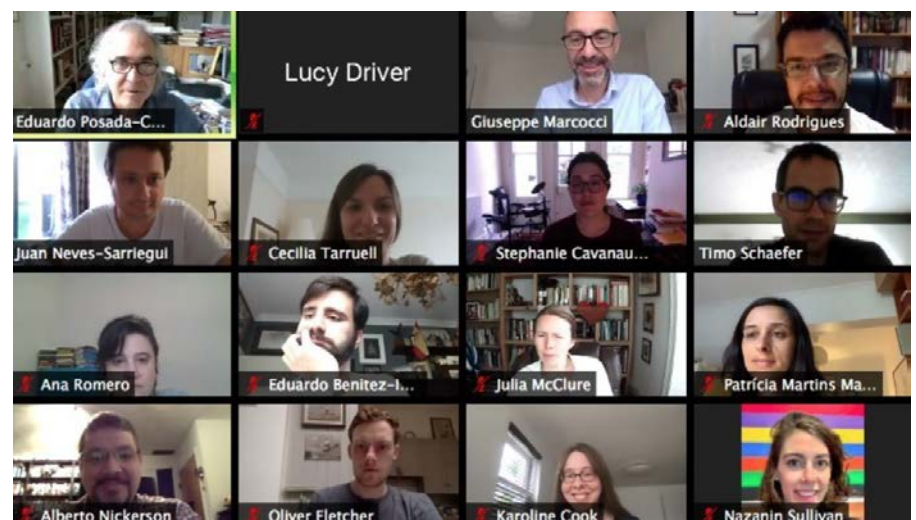 Eduardo Posada-C...
Lucy Driver
Giuseppe Marcocci
Aldair Rodrigues
Juan Neves-Sarriegui
Cecilia Tarruell
Stephanie Cavanau...
Timo Schaefer
Ana Romero
Eduardo Benitez-I...
Julia McClure
Patrícia Martins Ma...
Alberto Nickerson
Oliver Fletcher
Karoline Cook
Nazanin Sullivan